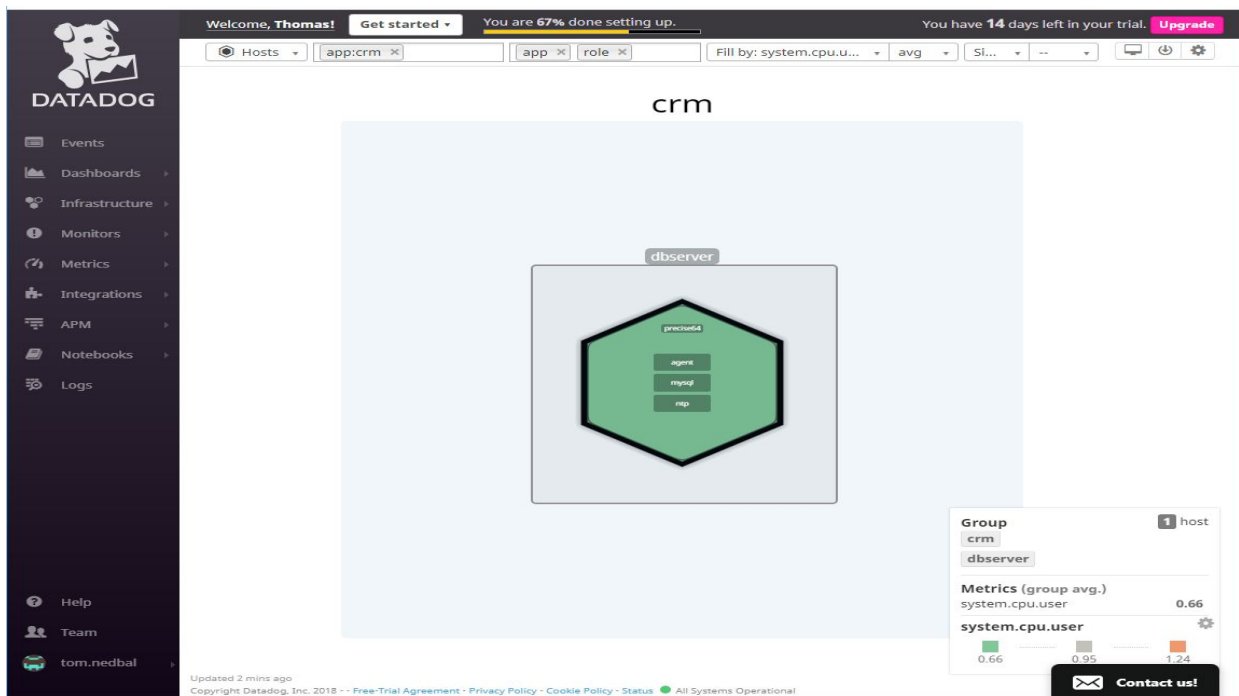 Welcome, Thomas!
Get started
You are 67% done setting up.
You have 14 days left in your trial.
Upgrade
Hosts
app:crm ×
app ×
role ×
Fill by: system.cpu.u...
avg
Si...
--
DATADOG
Events
Dashboards
Infrastructure
Monitors
Metrics
Integrations
APM
Notebooks
Logs
Help
Team
tom.nedbal
crm
dbserver
precise64
agent
mysql
ntp
Group
1 host
crm
dbserver
Metrics (group avg.)
system.cpu.user 0.66
system.cpu.user
0.66 0.95 1.24
Contact us!
Updated 2 mins ago
Copyright Datadog, Inc. 2018 - - Free-Trial Agreement - Privacy Policy - Cookie Policy - Status All Systems Operational